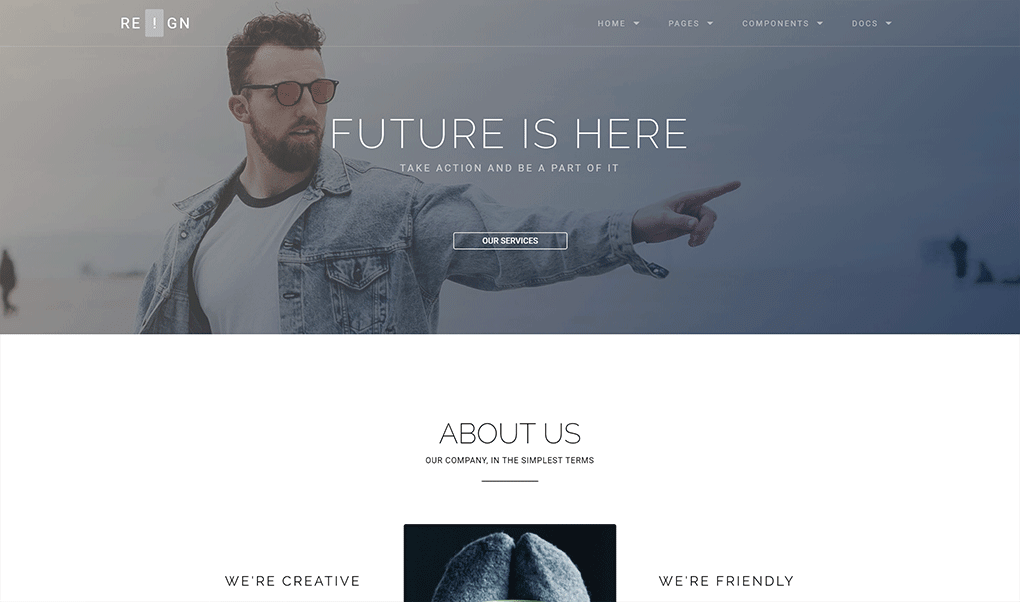 RE!GN
HOME
PAGES
COMPONENTS
DOCS
FUTURE IS HERE
TAKE ACTION AND BE A PART OF IT
OUR SERVICES
ABOUT US
OUR COMPANY, IN THE SIMPLEST TERMS
WE'RE CREATIVE
WE'RE FRIENDLY